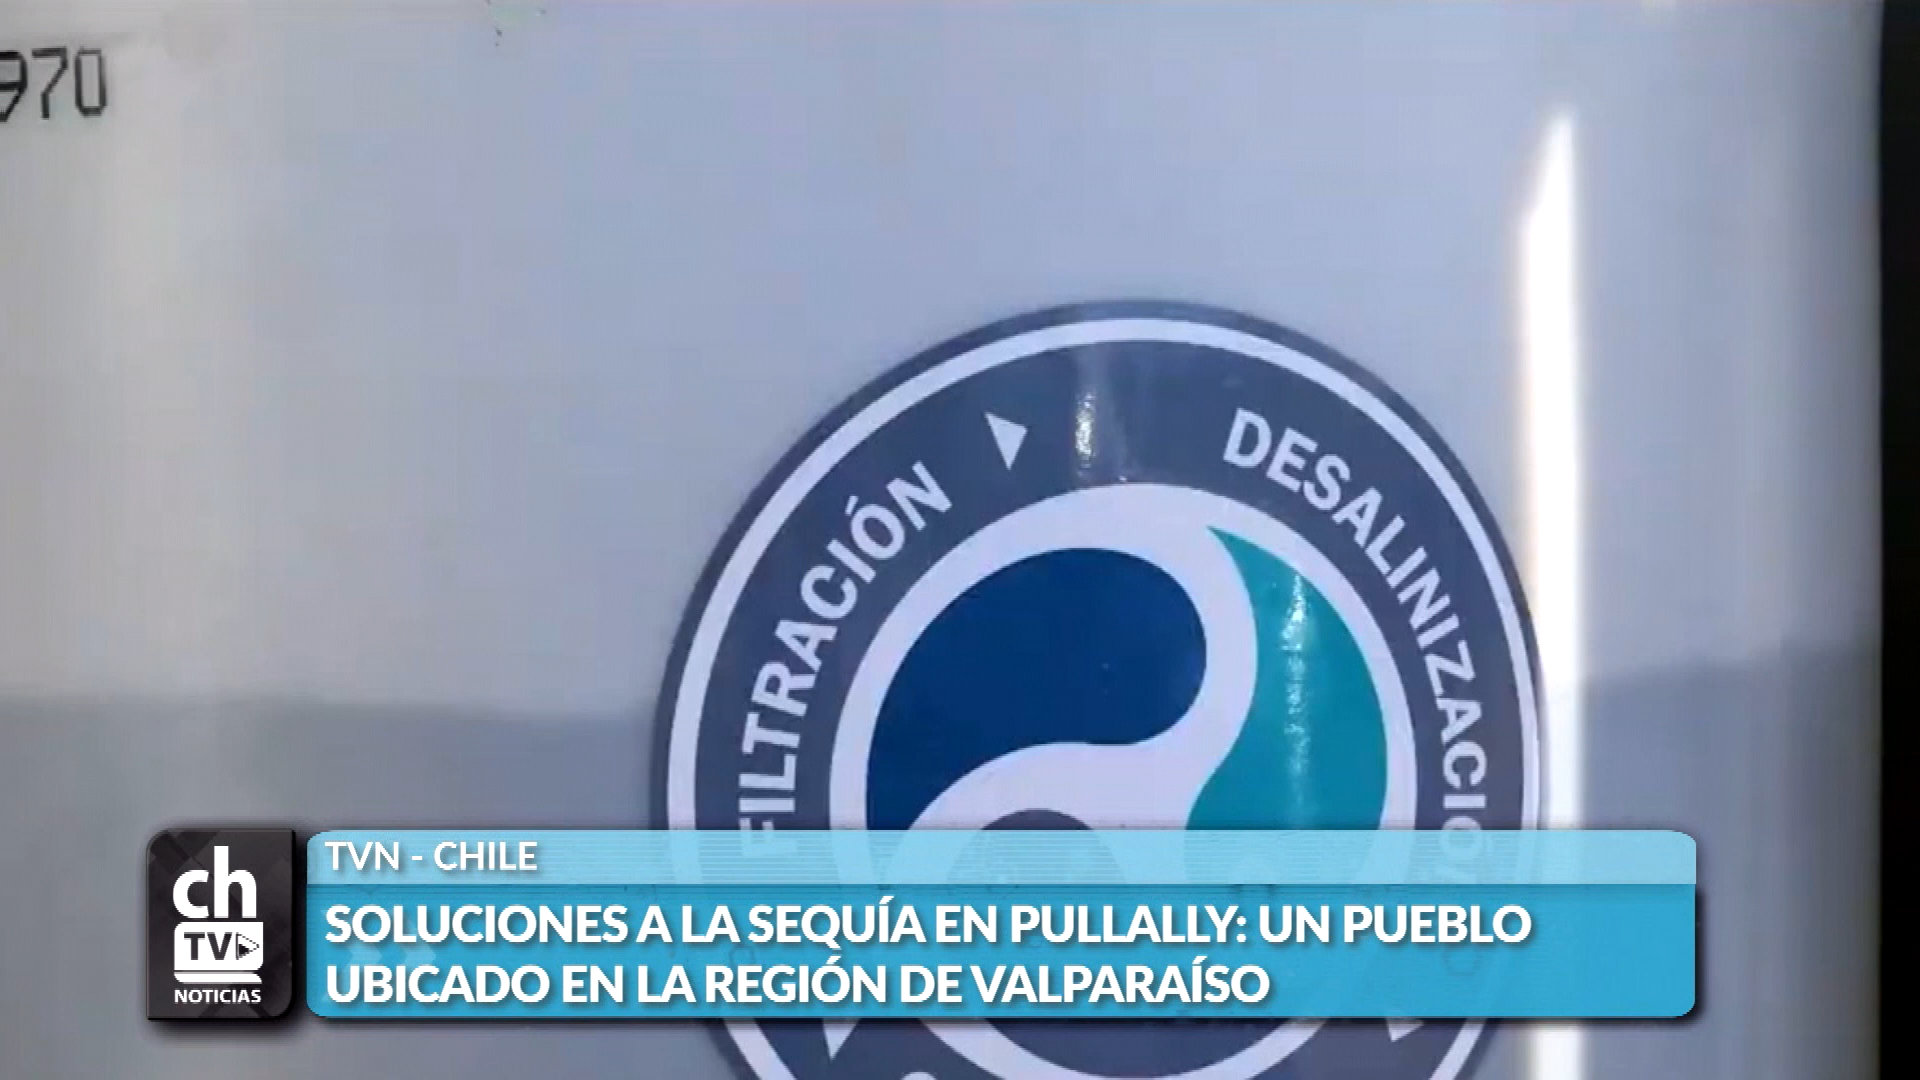 970
FILTRACIÓN
DESALINIZACIÓN
TVN - CHILE
SOLUCIONES A LA SEQUÍA EN PULLALLY: UN PUEBLO
UBICADO EN LA REGIÓN DE VALPARAÍSO
ch
TV
NOTICIAS